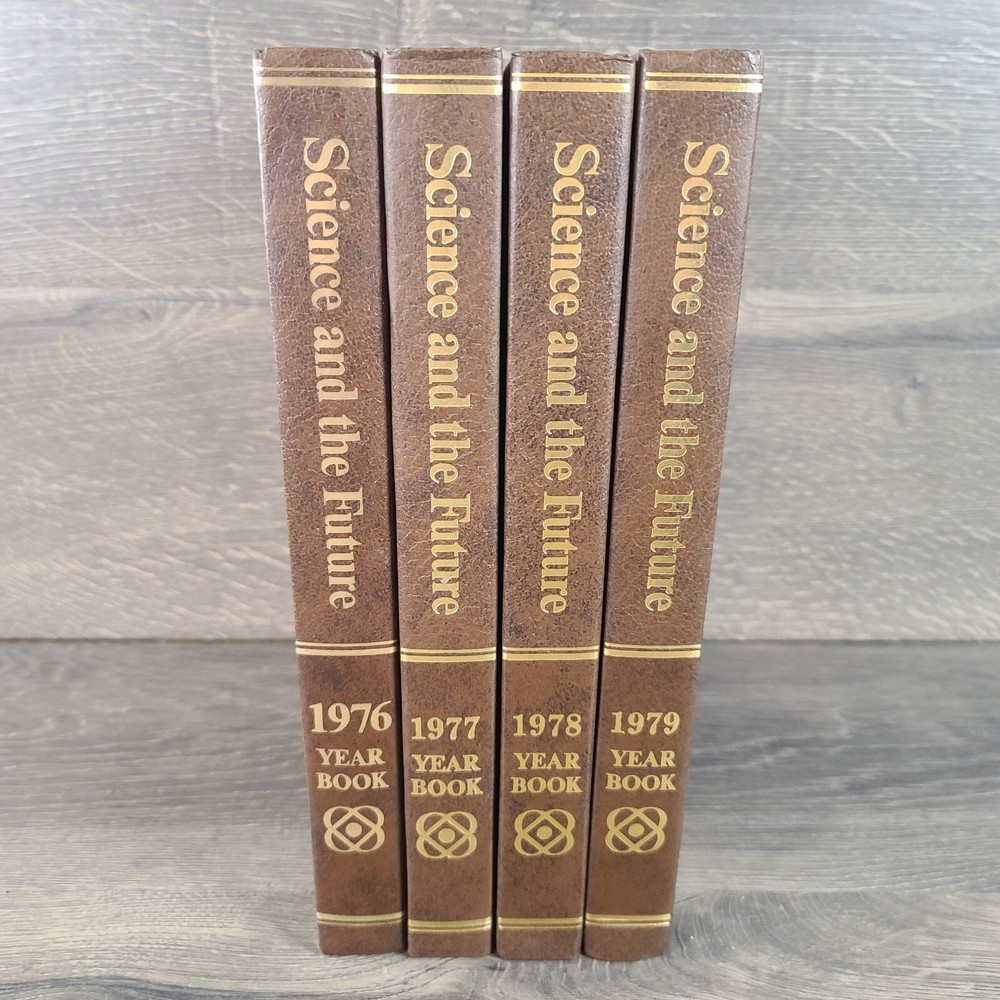 Science and the Future
1976
YEAR
BOOK
Science and the Future
1977
YEAR
BOOK
Science and the Future
1978
YEAR
BOOK
Science and the Future
1979
YEAR
BOOK